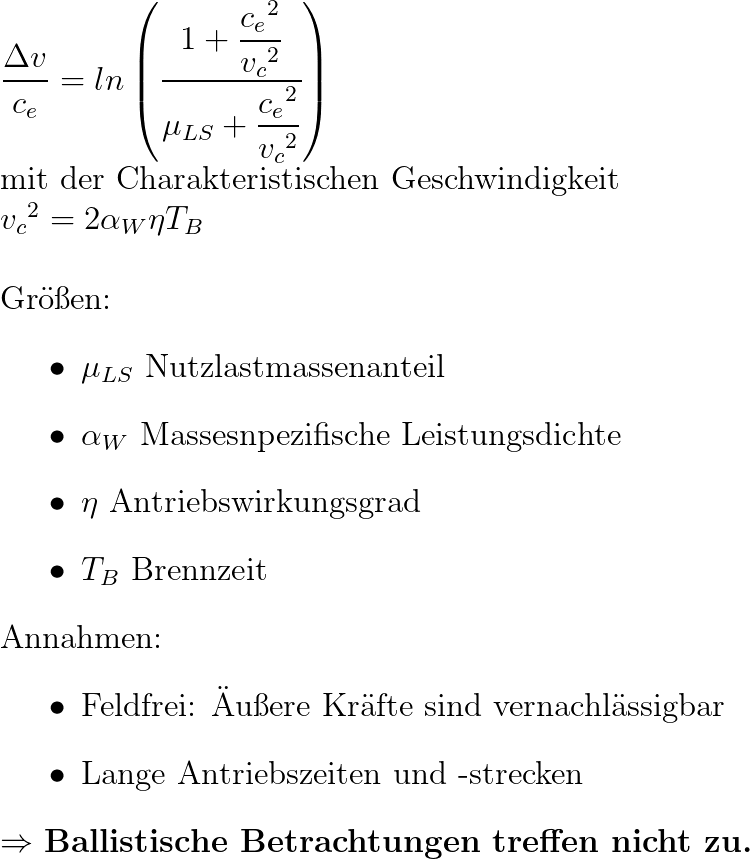 \frac{\Delta v}{c_e} = ln \left( \frac{1 + \frac{{c_e}^2}{{v_c}^2}}{\mu_{LS} + \frac{{c_e}^2}{{v_c}^2}} \right)
mit der Charakteristischen Geschwindigkeit
{v_c}^2 = 2\alpha_W \eta T_B
Größen:
• \mu_{LS} Nutzlastmassenanteil
• \alpha_W Massesnpezifische Leistungsdichte
• \eta Antriebswirkungsgrad
• T_B Brennzeit
Annahmen:
• Feldfrei: Äußere Kräfte sind vernachlässigbar
• Lange Antriebszeiten und -strecken
⇒ Ballistische Betrachtungen treffen nicht zu.